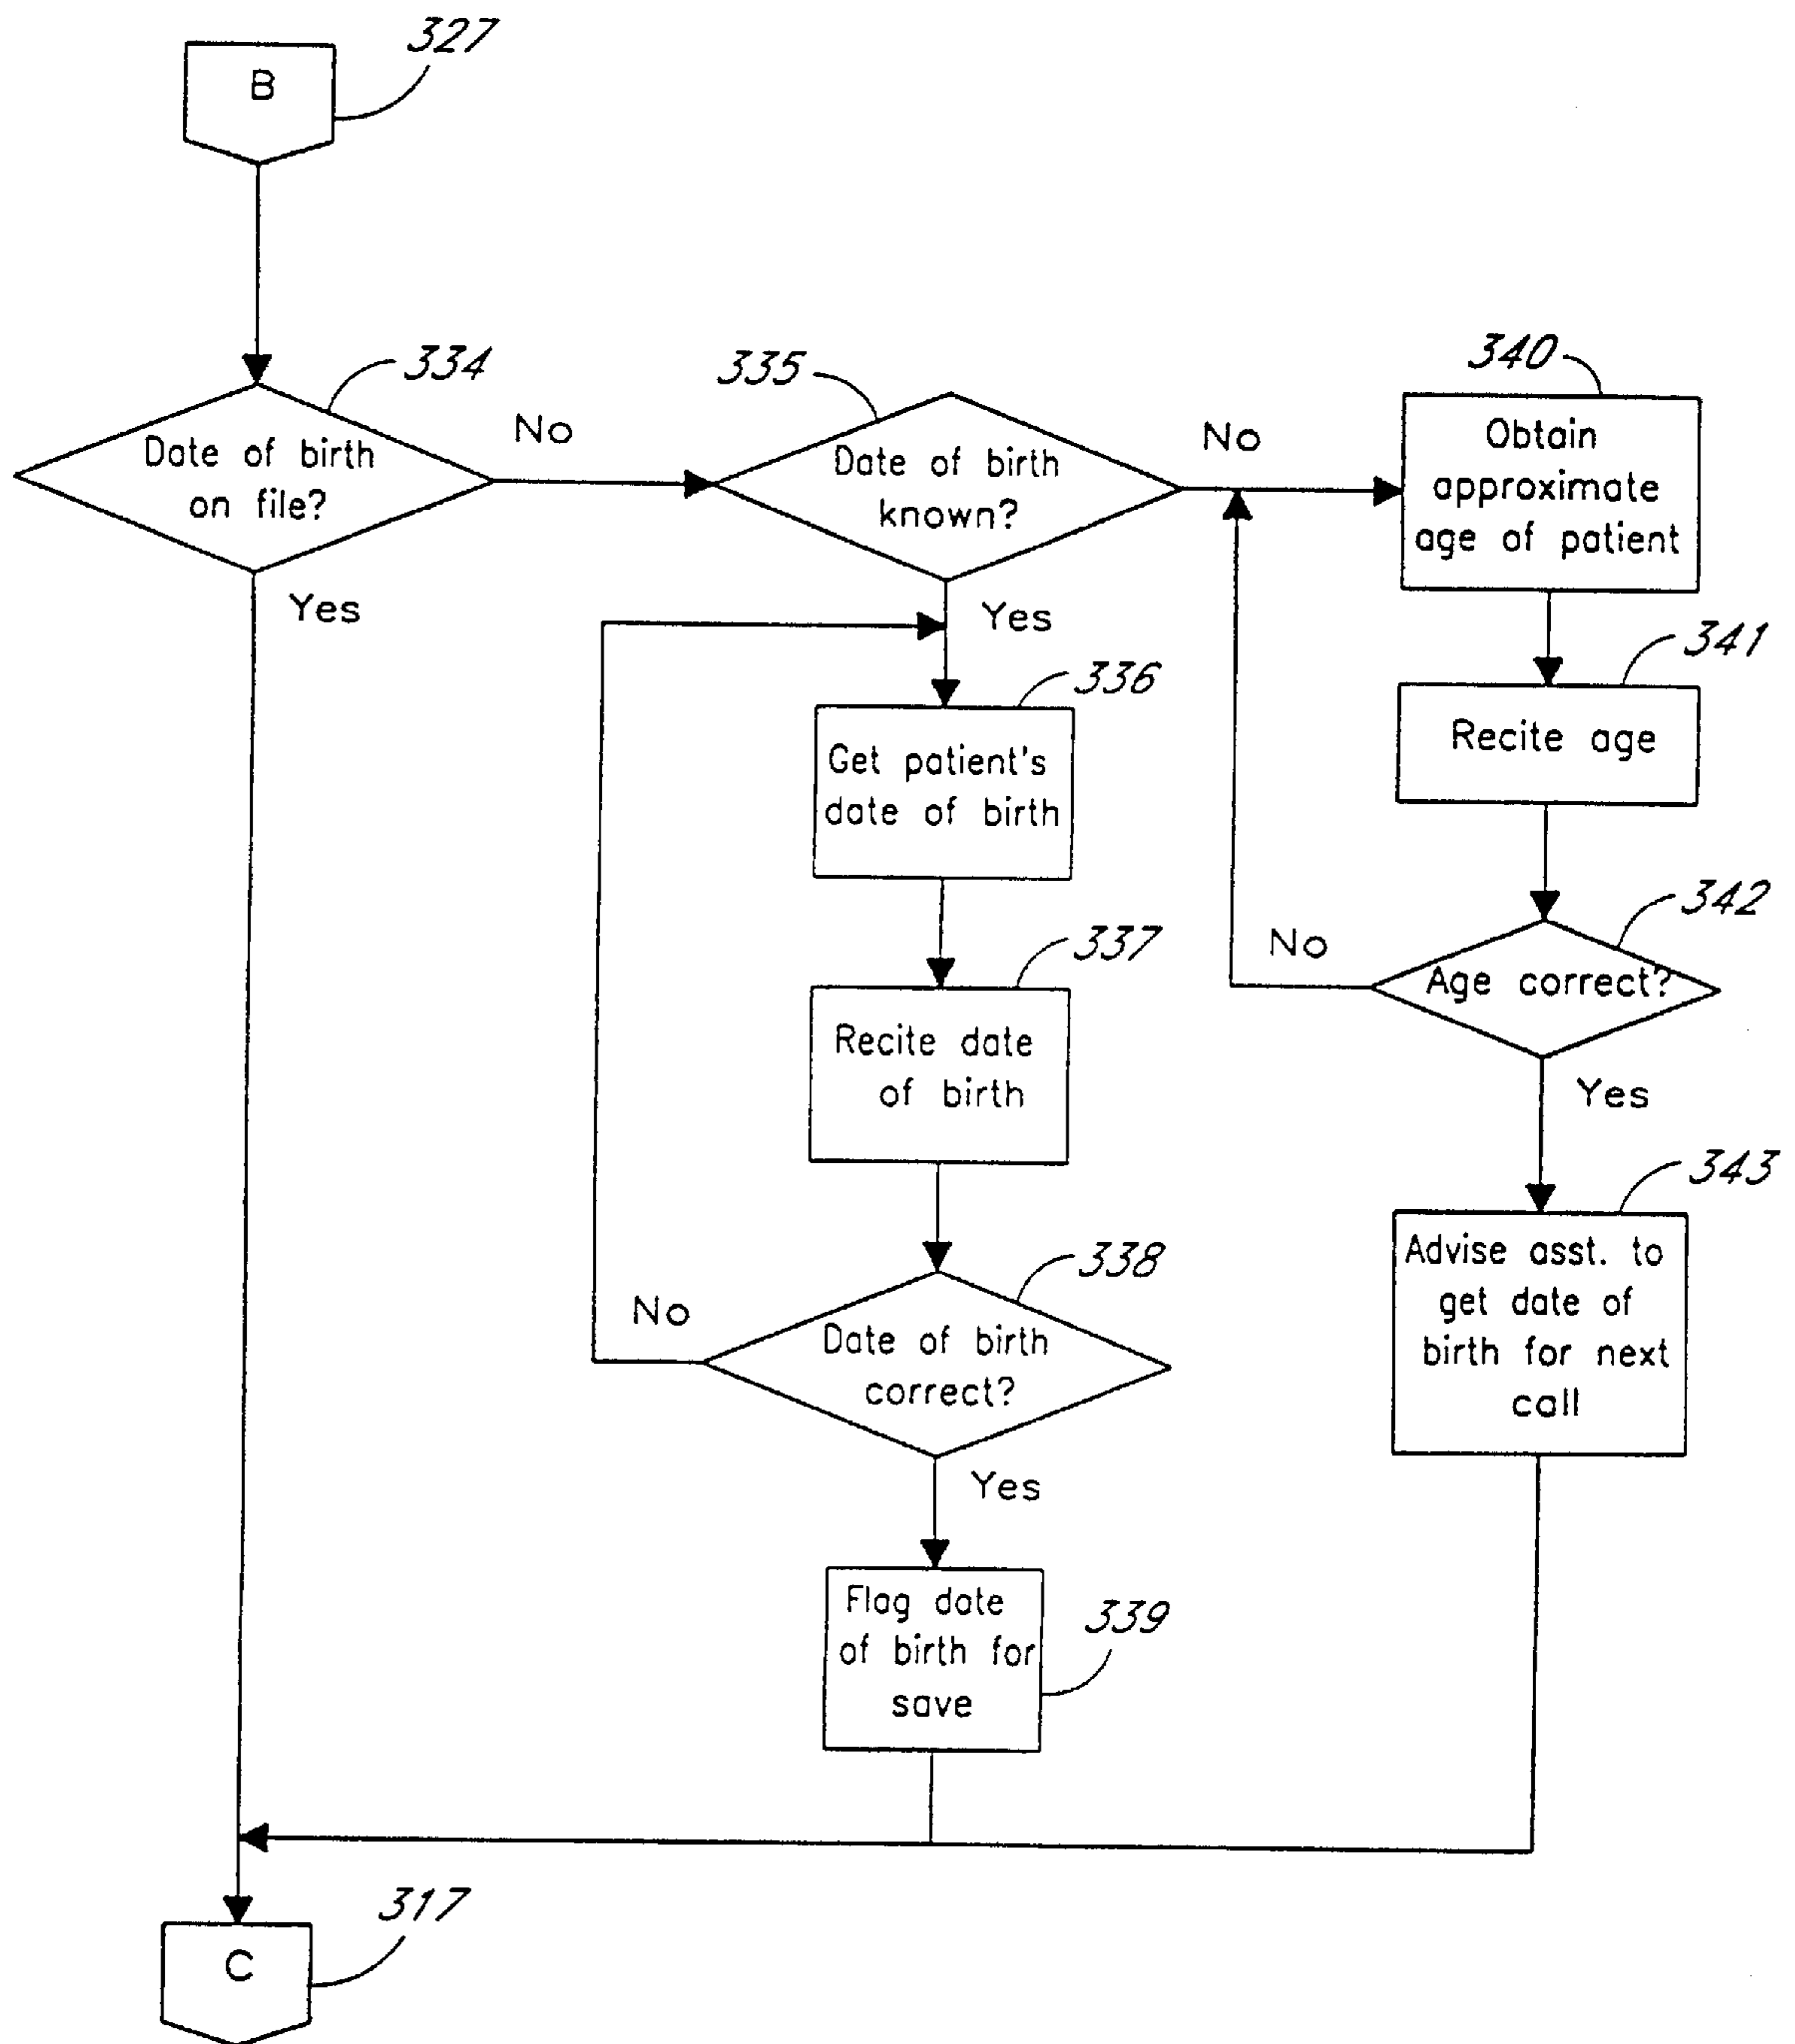 327
B
334
335
340
Date of birth
on file?
No
Date of birth
known?
No
Obtain
approximate
age of patient
Yes
Yes
341
Recite age
336
Get patient's
date of birth
342
No
Age correct?
337
Recite date
of birth
Yes
343
Advise asst. to
get date of
birth for next
call
338
No
Date of birth
correct?
Yes
Flag date
of birth for
save
339
317
C